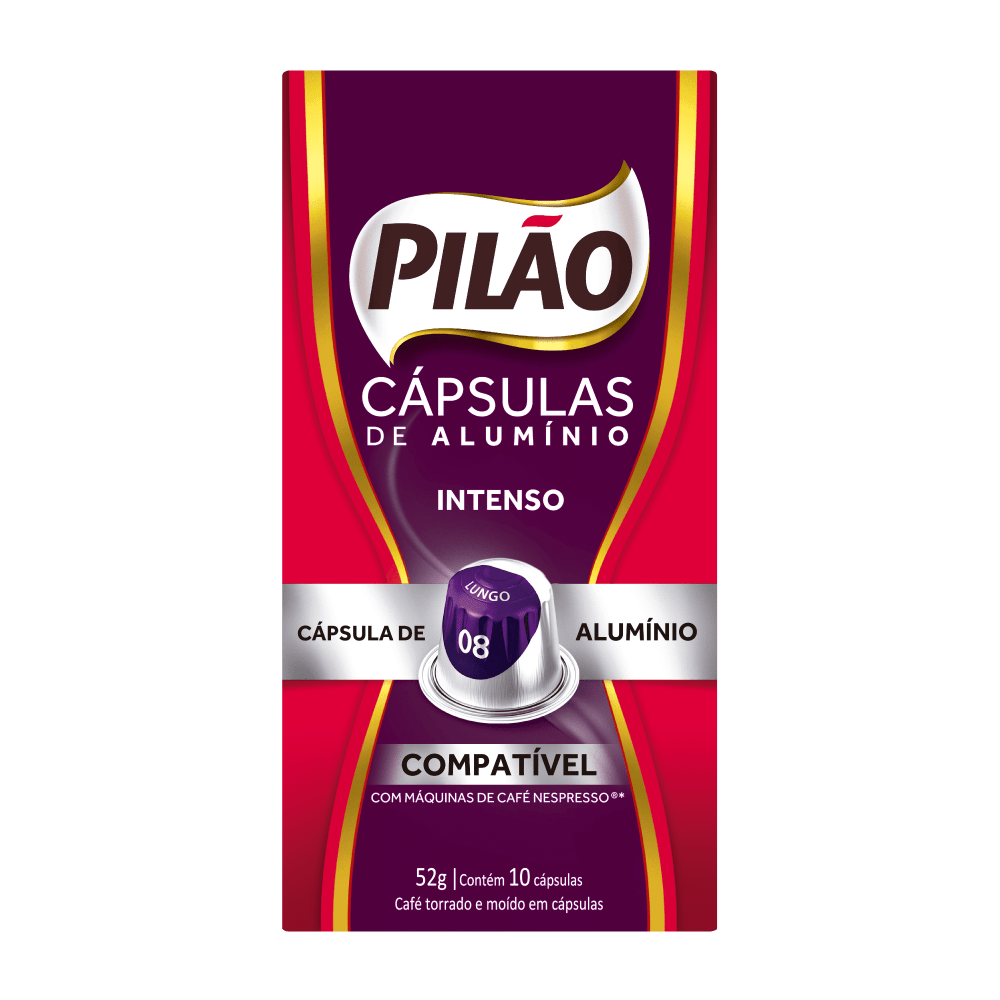 PILÃO
CÁPSULAS
DE ALUMÍNIO
INTENSO
LUNGO
08
CÁPSULA DE ALUMÍNIO
COMPATÍVEL
COM MÁQUINAS DE CAFÉ NESPRESSO®*
52g | Contém 10 cápsulas
Café torrado e moído em cápsulas